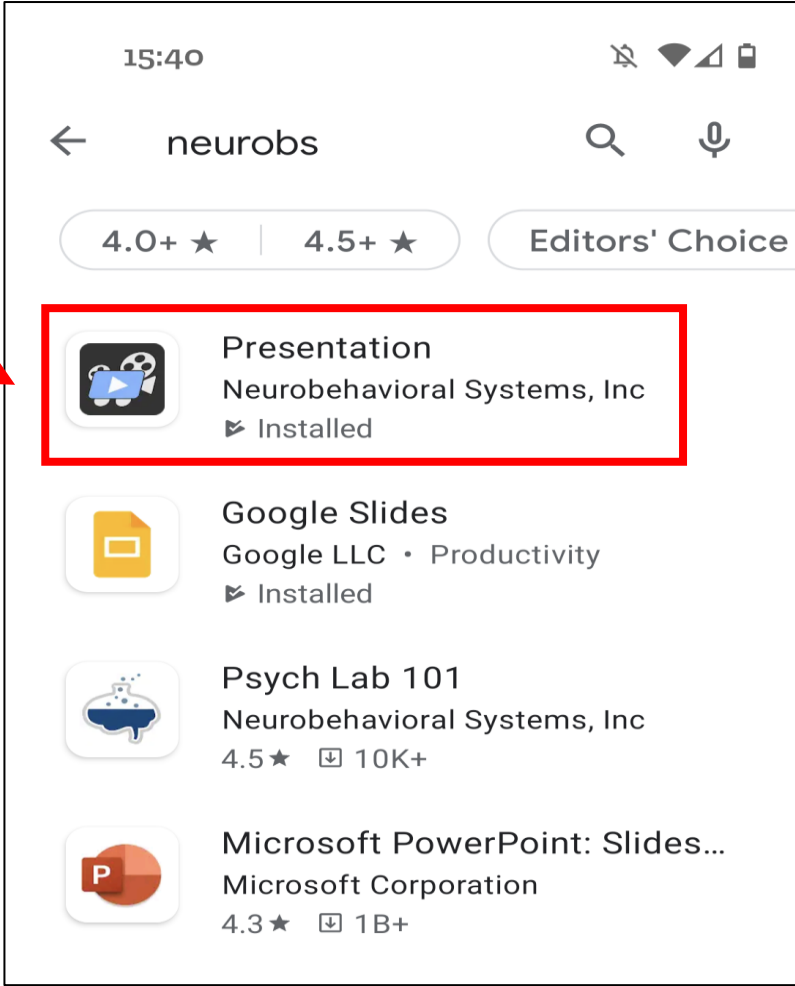 15:40
neurobs
4.0+ ★ | 4.5+ ★ Editors' Choice
Presentation
Neurobehavioral Systems, Inc
Installed
Google Slides
Google LLC • Productivity
Installed
Psych Lab 101
Neurobehavioral Systems, Inc
4.5★ 10K+
P
Microsoft PowerPoint: Slides...
Microsoft Corporation
4.3★ 1B+